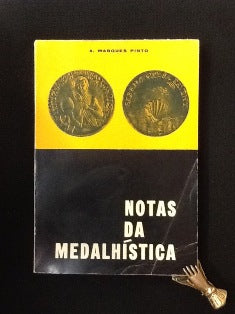 A. MARQUES PINTO
NOTAS
DA
MEDALHÍSTICA